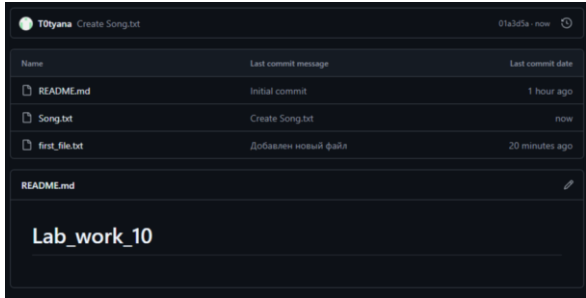 T0tyana Create Song.txt 01a3d5a · now
Name Last commit message Last commit date
README.md Initial commit 1 hour ago
Song.txt Create Song.txt now
first_file.txt Добавлен новый файл 20 minutes ago
README.md
Lab_work_10